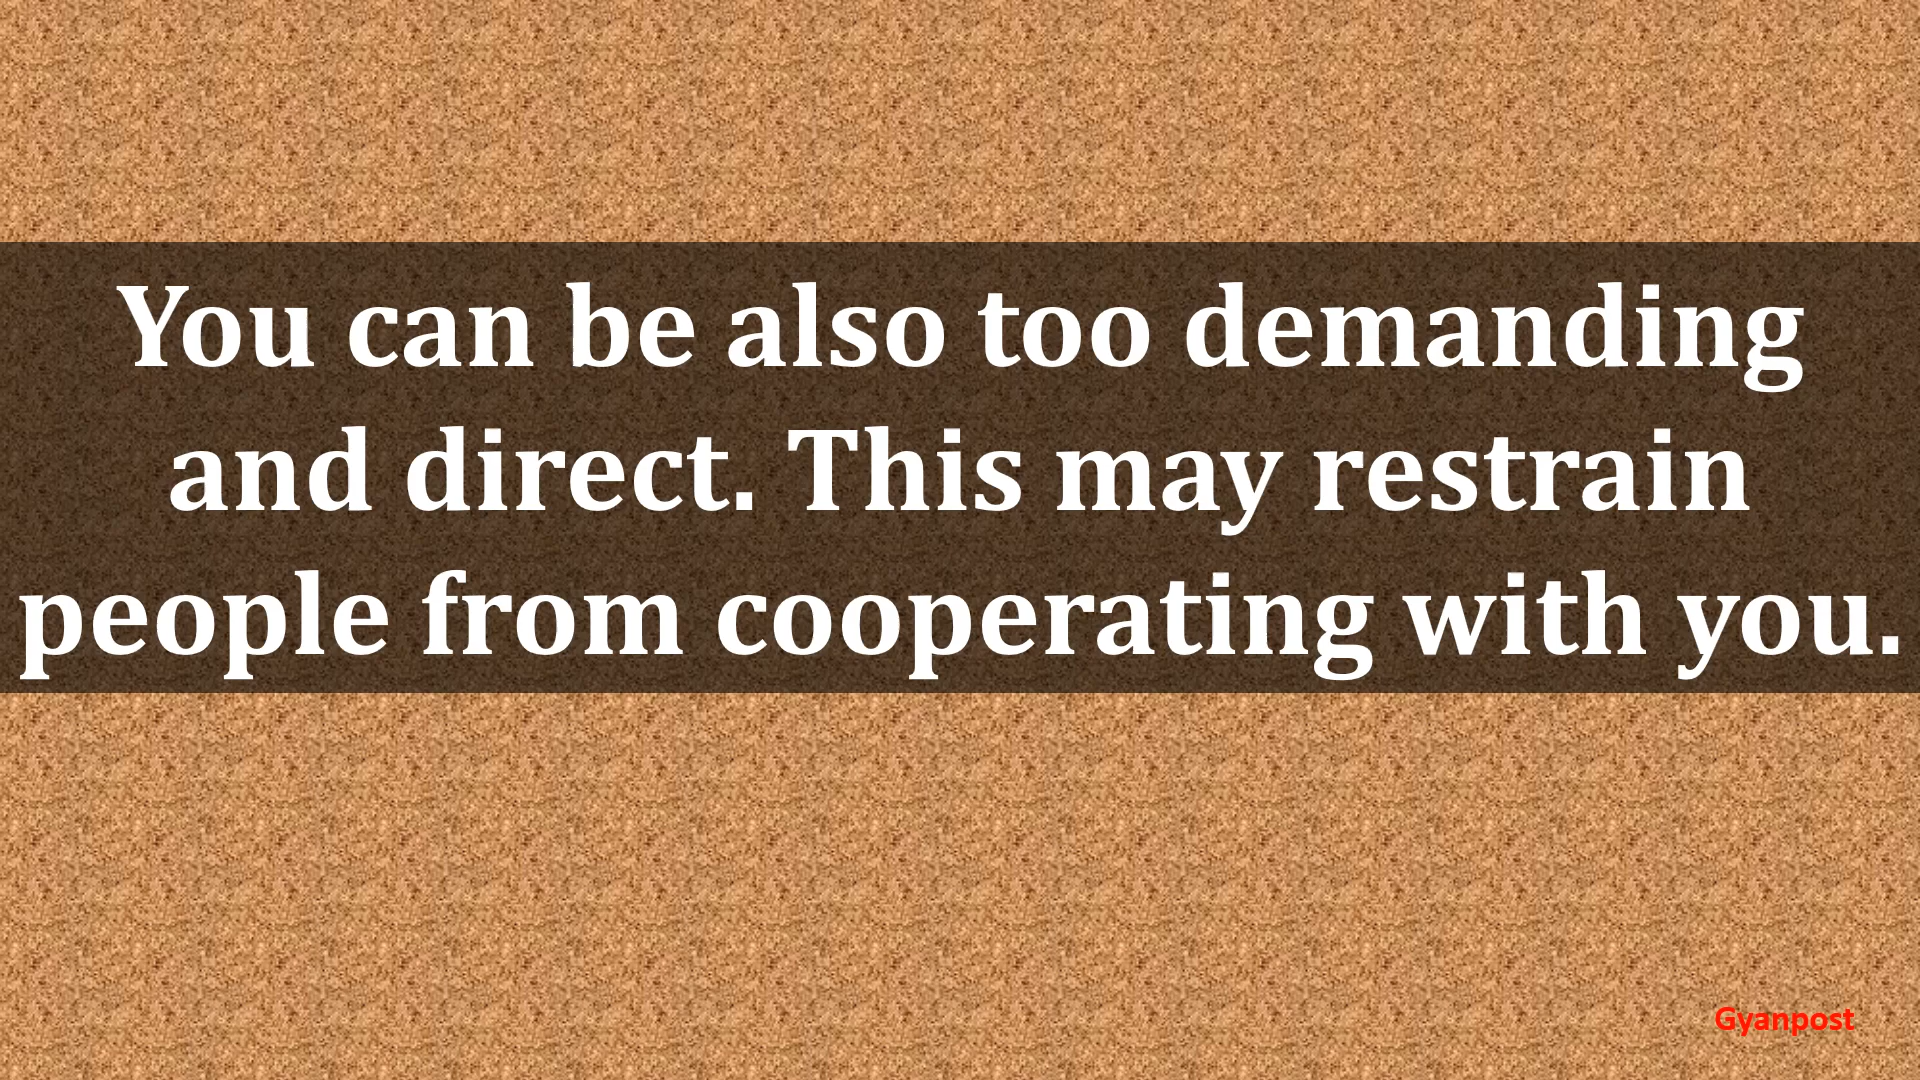 You can be also too demanding
and direct. This may restrain
people from cooperating with you.
Gyanpost